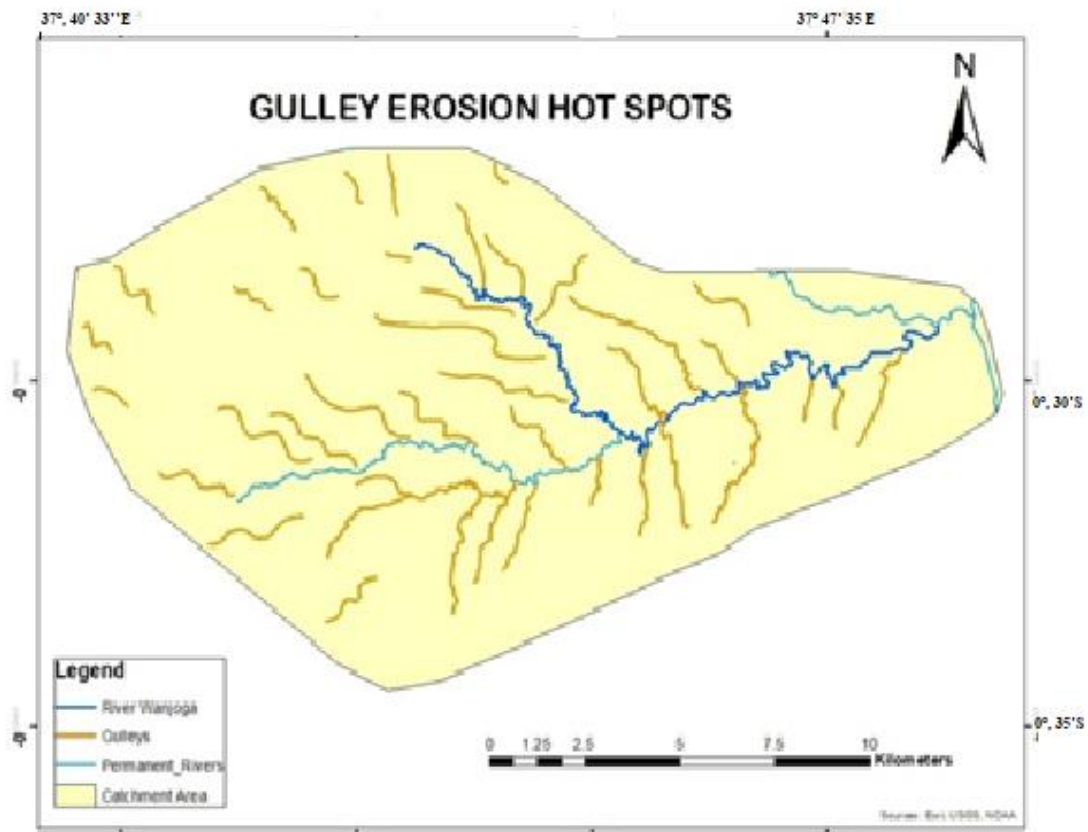 37°, 40' 33''E
37° 47'35 E
GULLEY EROSION HOT SPOTS
N
0°, 30'S
0°, 35'S
Legend
River Wanjoga
Gulleys
Permanent_Rivers
Catchment Area
0 1.25 2.5 5 7.5 10
Kilometers
Sources: Esri, USGS, NOAA